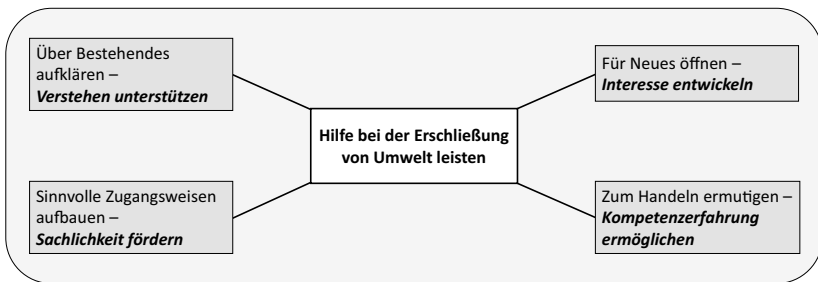 Über Bestehendes
aufklären –
Verstehen unterstützen
Für Neues öffnen –
Interesse entwickeln
Hilfe bei der Erschließung
von Umwelt leisten
Sinnvolle Zugangsweisen
aufbauen –
Sachlichkeit fördern
Zum Handeln ermutigen –
Kompetenzerfahrung
ermöglichen